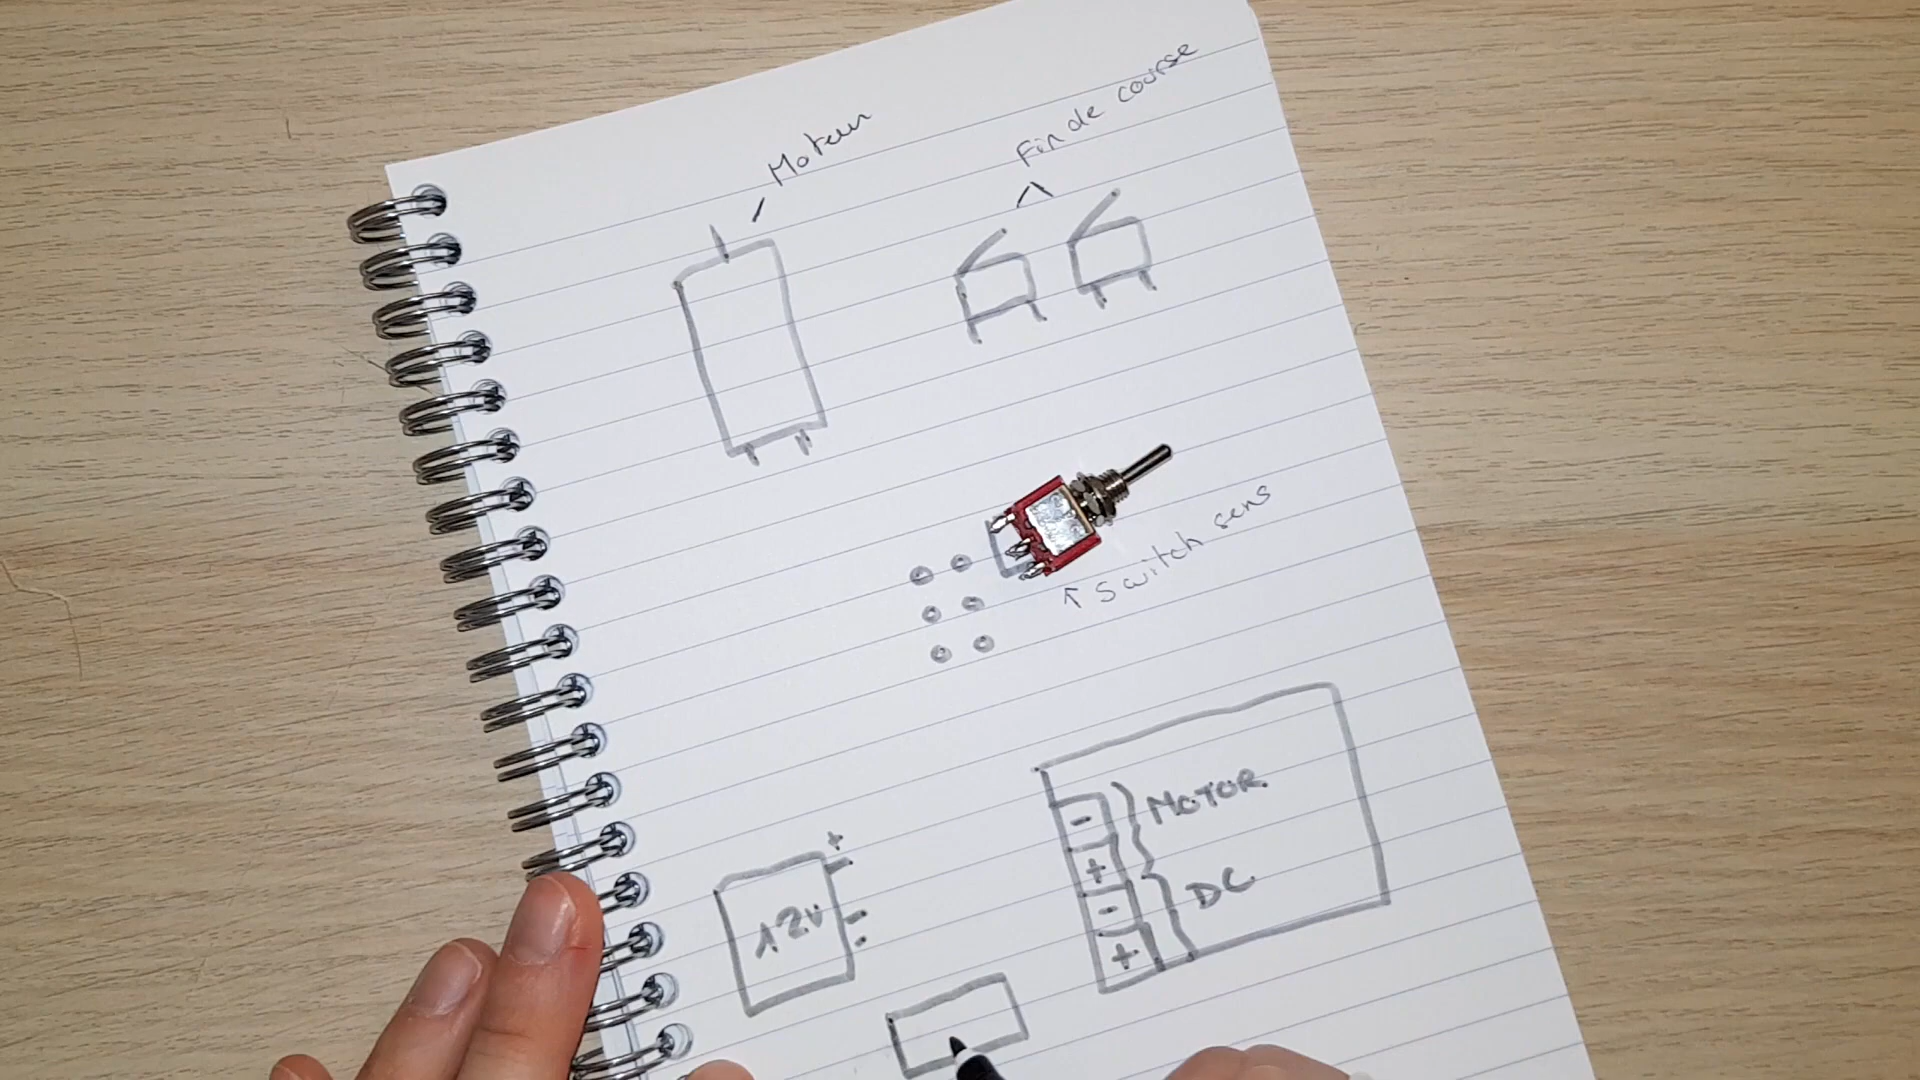 Moteur
Fin de course
↑ Switch sens
- MOTOR
+
- DC
+
+
12V
-